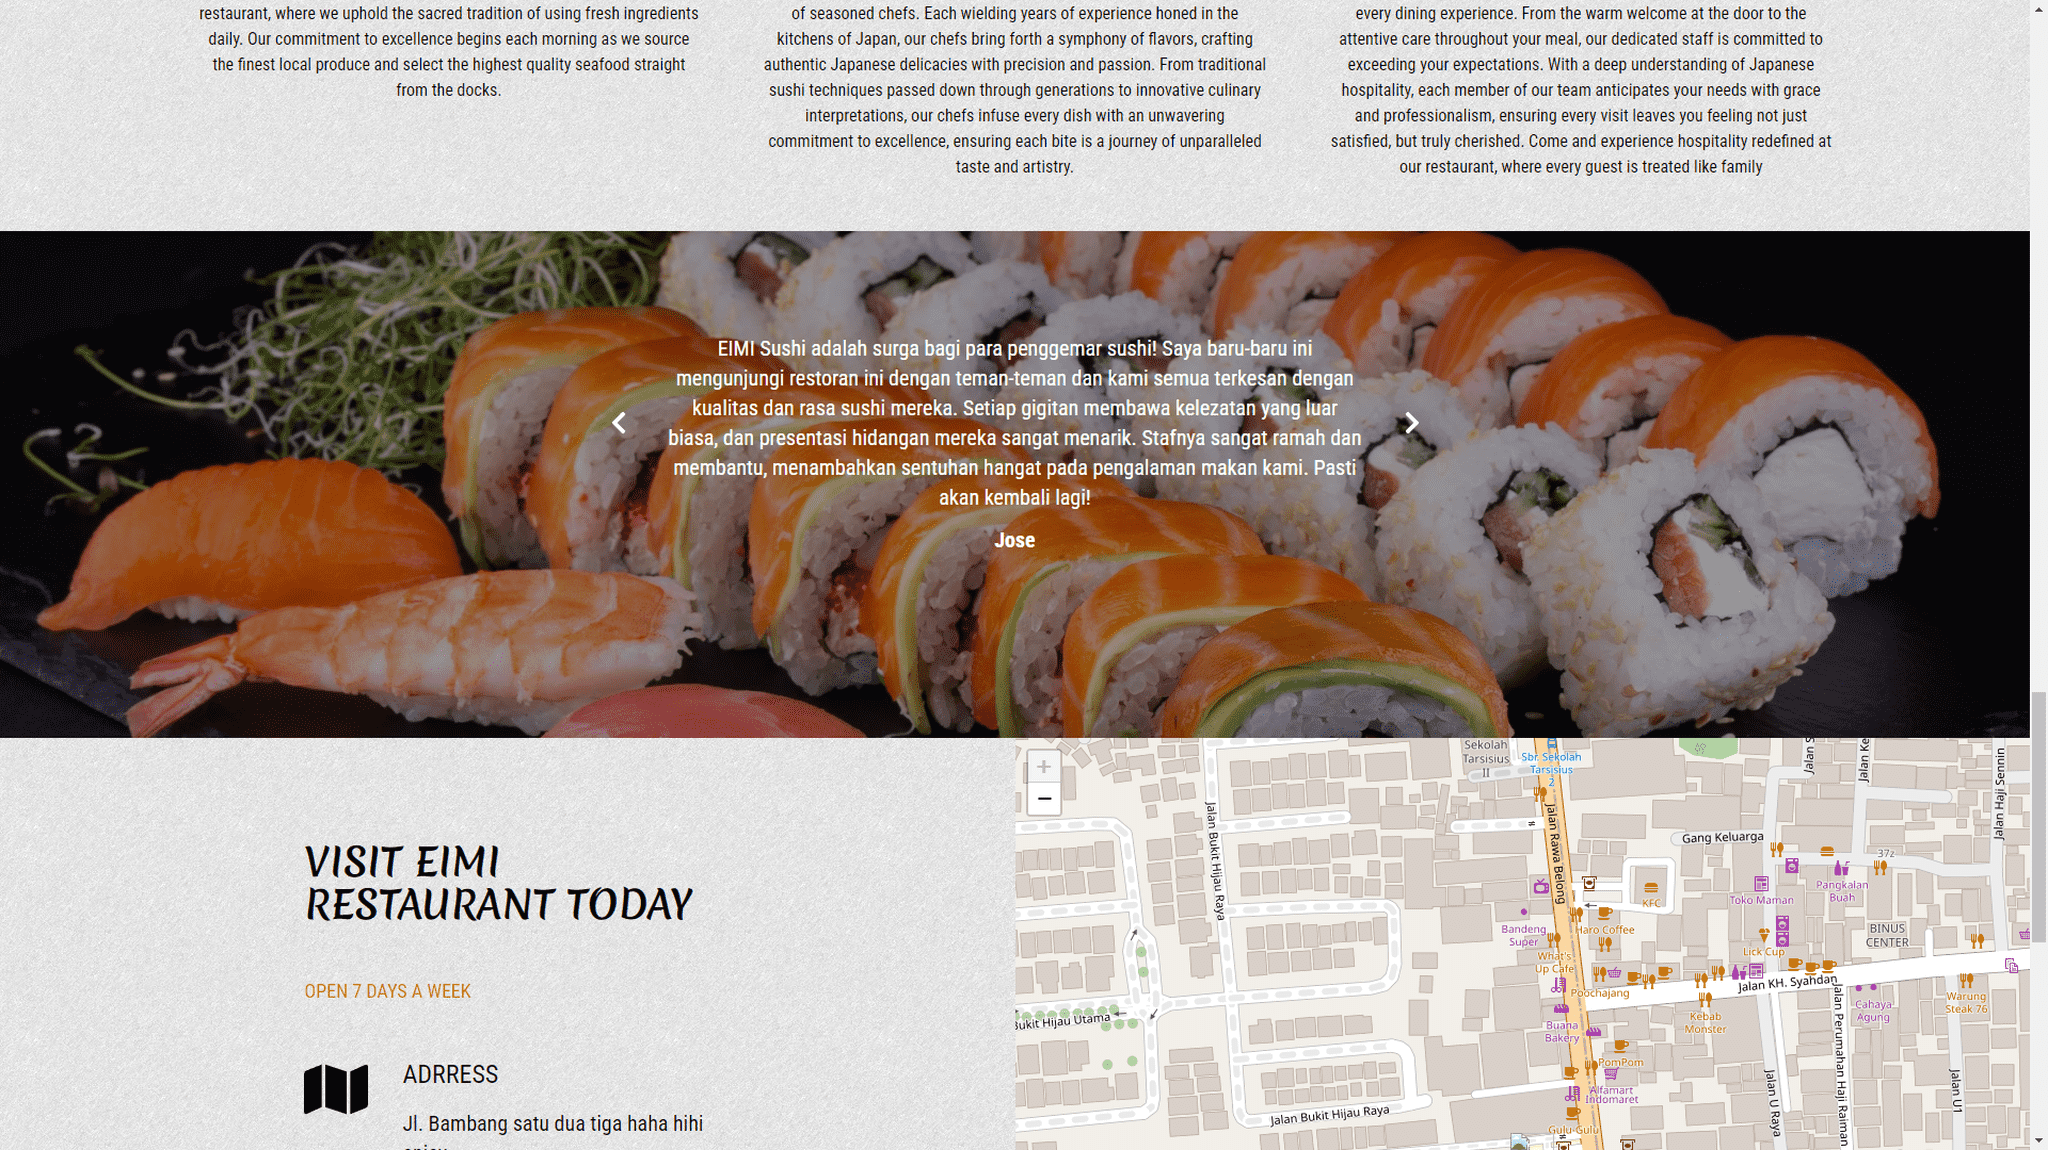 restaurant, where we uphold the sacred tradition of using fresh ingredients
daily. Our commitment to excellence begins each morning as we source
the finest local produce and select the highest quality seafood straight
from the docks.
of seasoned chefs. Each wielding years of experience honed in the
kitchens of Japan, our chefs bring forth a symphony of flavors, crafting
authentic Japanese delicacies with precision and passion. From traditional
sushi techniques passed down through generations to innovative culinary
interpretations, our chefs infuse every dish with an unwavering
commitment to excellence, ensuring each bite is a journey of unparalleled
taste and artistry.
every dining experience. From the warm welcome at the door to the
attentive care throughout your meal, our dedicated staff is committed to
exceeding your expectations. With a deep understanding of Japanese
hospitality, each member of our team anticipates your needs with grace
and professionalism, ensuring every visit leaves you feeling not just
satisfied, but truly cherished. Come and experience hospitality redefined at
our restaurant, where every guest is treated like family
EIMI Sushi adalah surga bagi para penggemar sushi! Saya baru-baru ini
mengunjungi restoran ini dengan teman-teman dan kami semua terkesan dengan
kualitas dan rasa sushi mereka. Setiap gigitan membawa kelezatan yang luar
biasa, dan presentasi hidangan mereka sangat menarik. Stafnya sangat ramah dan
membantu, menambahkan sentuhan hangat pada pengalaman makan kami. Pasti
akan kembali lagi!
Jose
VISIT EIMI
RESTAURANT TODAY
OPEN 7 DAYS A WEEK
ADRRESS
Jl. Bambang satu dua tiga haha hihi
+
−
Sekolah
Tarsisius
II
Sbr. Sekolah
Tarsisius
2
Jalan Bukit Hijau Raya
Jalan Rawa Belong
Jalan S
Jalan Ke
Jalan Haji Sennin
Gang Keluarga
37z
Pangkalan
Buah
Toko Maman
KFC
Haro Coffee
Bandeng
Super
What's
Up Cafe
Lick Cup
BINUS
CENTER
Poochajang
Jalan KH. Syahdan
Kebab
Monster
Cahaya
Agung
Warung
Steak 76
Bukit Hijau Utama
Buana
Bakery
PomPom
Alfamart
Indomaret
Jalan Bukit Hijau Raya
Gulu Gulu
Jalan U Raya
Jalan Perumahan Haji Raiman
Jalan U1